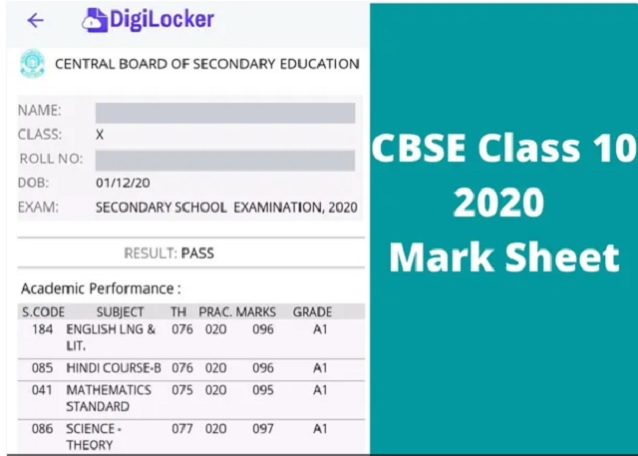 DigiLocker
CENTRAL BOARD OF SECONDARY EDUCATION
NAME:
CLASS: X
ROLL NO:
DOB: 01/12/20
EXAM: SECONDARY SCHOOL EXAMINATION, 2020
RESULT: PASS
Academic Performance :
S.CODE SUBJECT TH PRAC. MARKS GRADE
184 ENGLISH LNG & 076 020 096 A1
LIT.
085 HINDI COURSE-B 076 020 096 A1
041 MATHEMATICS 075 020 095 A1
STANDARD
086 SCIENCE - 077 020 097 A1
THEORY
CBSE Class 10
2020
Mark Sheet